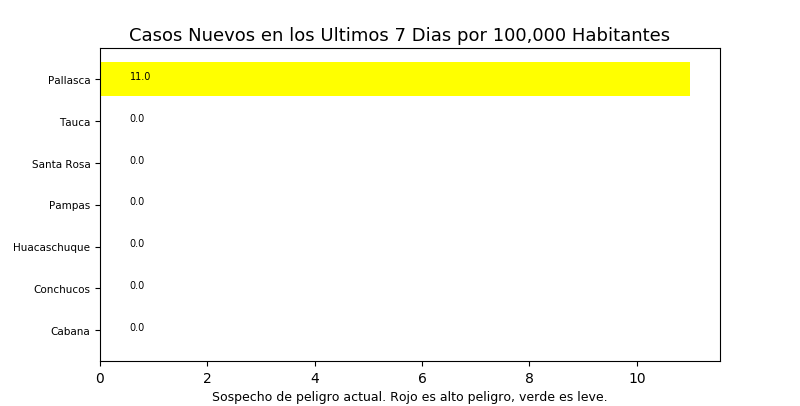 Casos Nuevos en los Ultimos 7 Dias por 100,000 Habitantes
Pallasca 11.0
Tauca 0.0
Santa Rosa 0.0
Pampas 0.0
Huacaschuque 0.0
Conchucos 0.0
Cabana 0.0
0 2 4 6 8 10
Sospecho de peligro actual. Rojo es alto peligro, verde es leve.